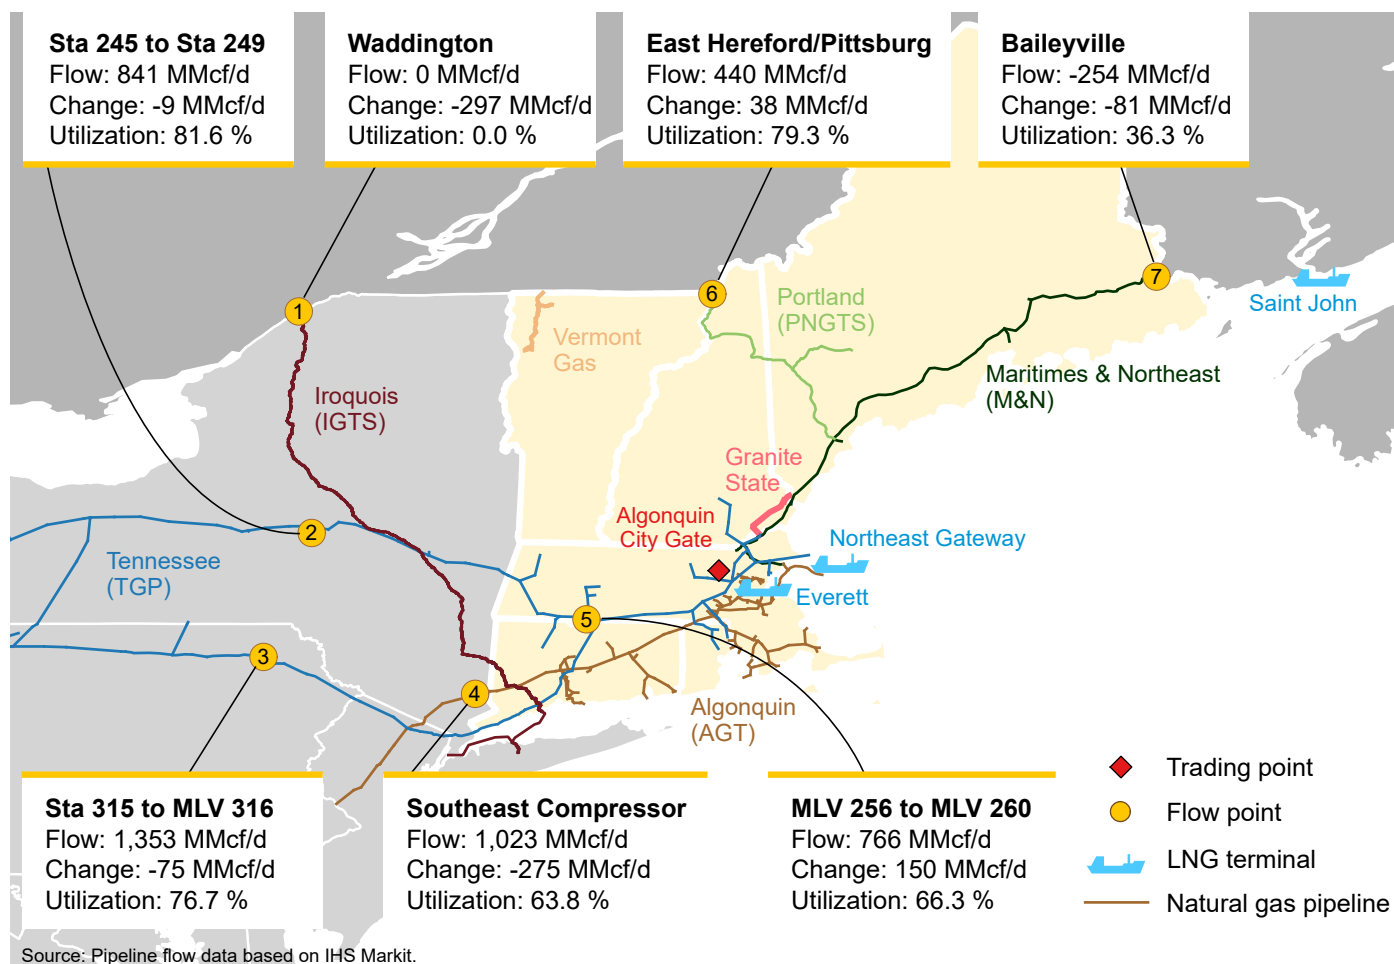 Sta 245 to Sta 249
Flow: 841 MMcf/d
Change: -9 MMcf/d
Utilization: 81.6 %
Waddington
Flow: 0 MMcf/d
Change: -297 MMcf/d
Utilization: 0.0 %
East Hereford/Pittsburg
Flow: 440 MMcf/d
Change: 38 MMcf/d
Utilization: 79.3 %
Baileyville
Flow: -254 MMcf/d
Change: -81 MMcf/d
Utilization: 36.3 %
7
6
1
Saint John
Portland
(PNGTS)
Vermont
Gas
Maritimes & Northeast
(M&N)
Iroquois
(IGTS)
Granite
State
Algonquin
City Gate
2
Northeast Gateway
Tennessee
(TGP)
Everett
5
3
4
Algonquin
(AGT)
Sta 315 to MLV 316
Flow: 1,353 MMcf/d
Change: -75 MMcf/d
Utilization: 76.7 %
Southeast Compressor
Flow: 1,023 MMcf/d
Change: -275 MMcf/d
Utilization: 63.8 %
MLV 256 to MLV 260
Flow: 766 MMcf/d
Change: 150 MMcf/d
Utilization: 66.3 %
Trading point
Flow point
LNG terminal
Natural gas pipeline
Source: Pipeline flow data based on IHS Markit.